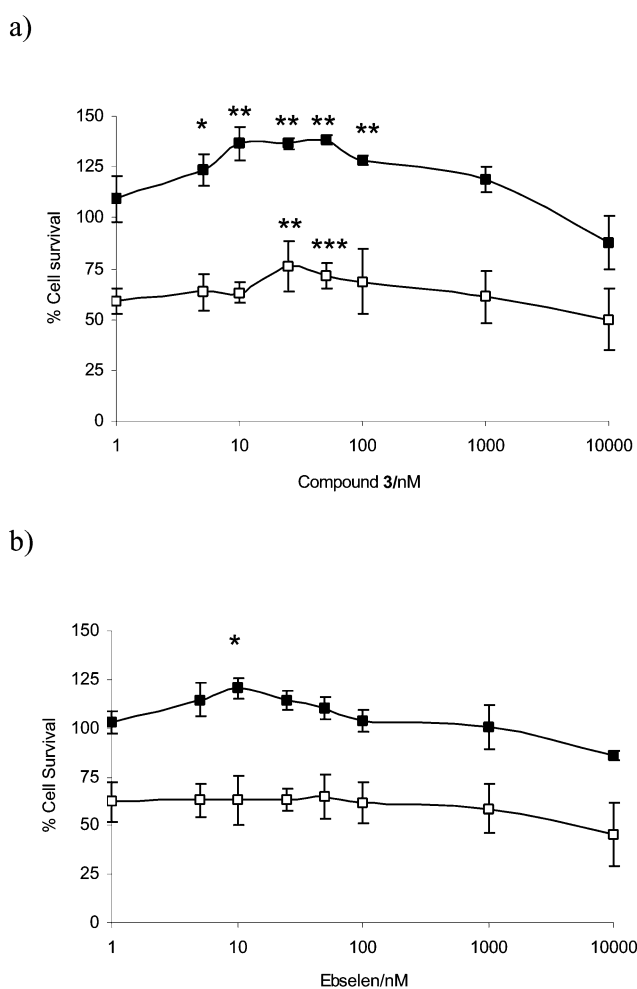 a)
150
125
100
75
50
25
0
% Cell survival
* ** ** ** **
** ***
1 10 100 1000 10000
Compound 3/nM
b)
150
125
100
75
50
25
0
% Cell Survival
*
1 10 100 1000 10000
Ebselen/nM